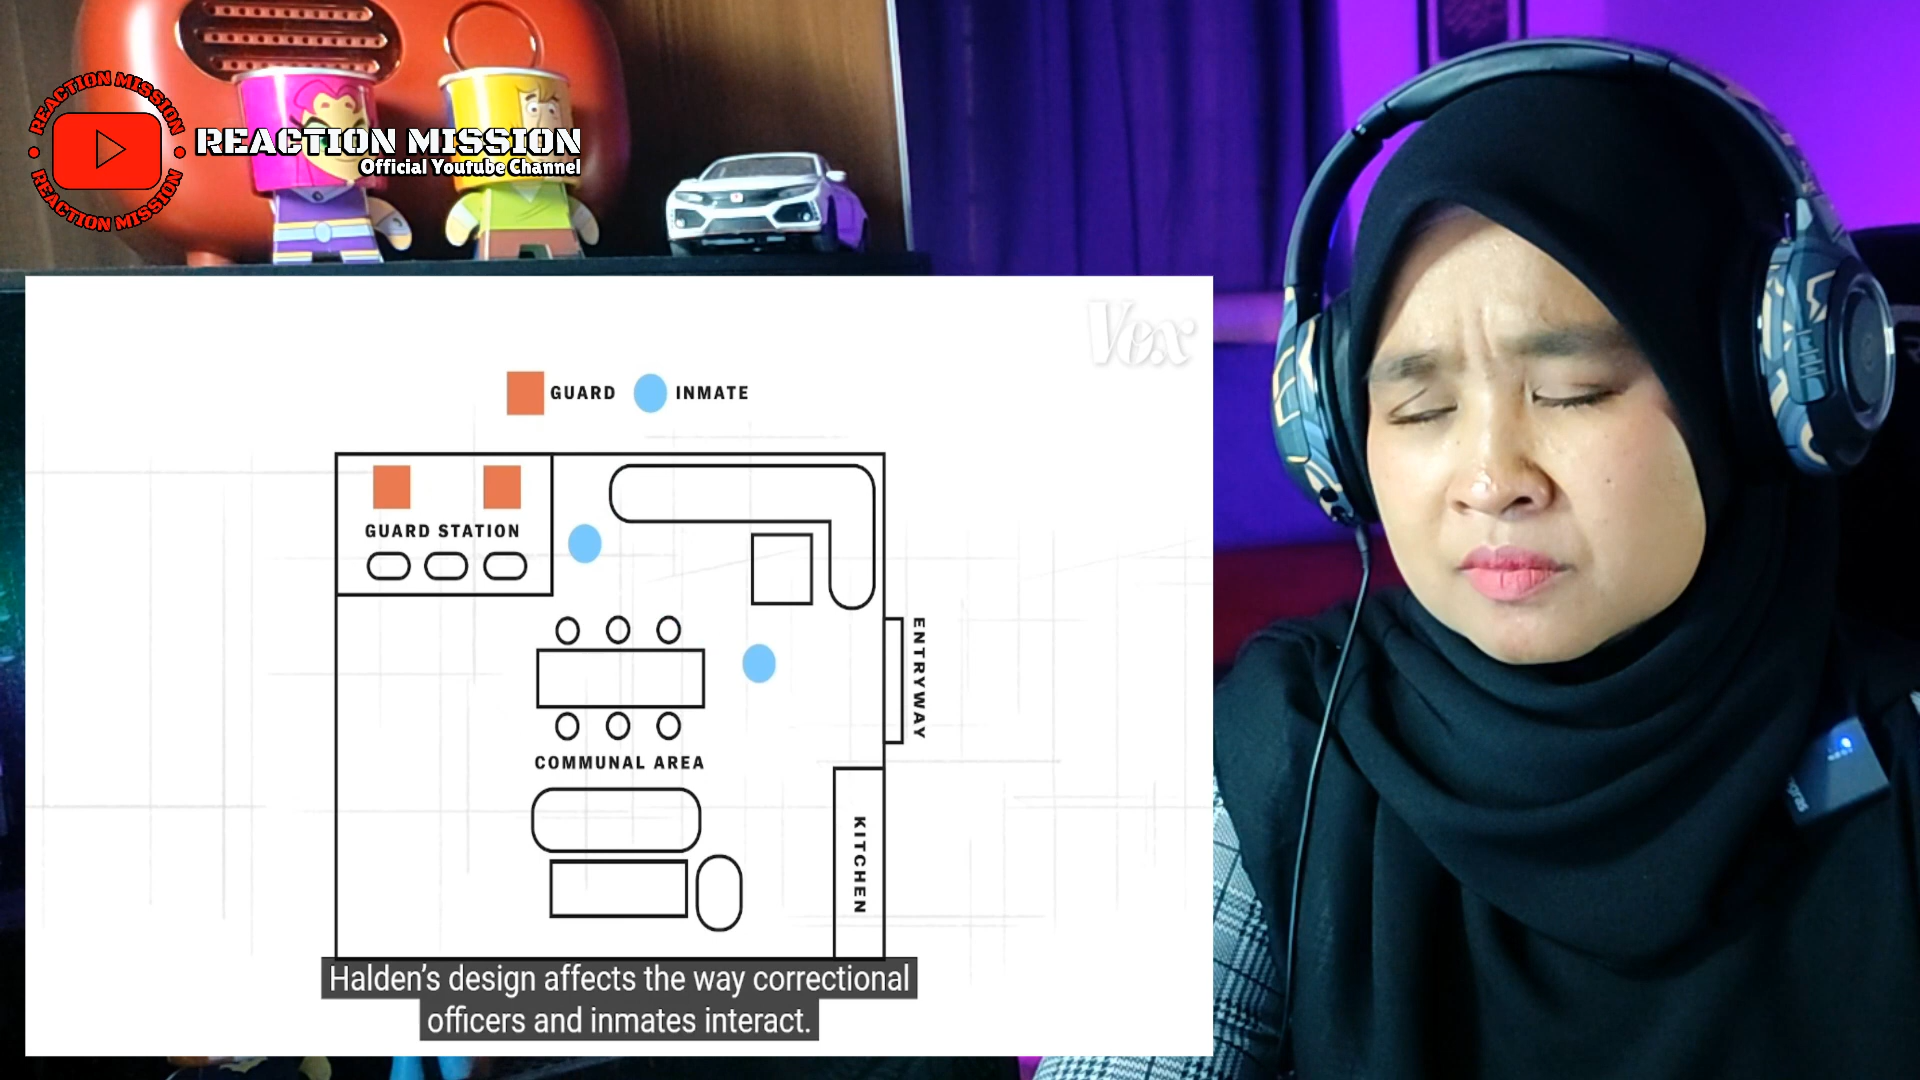 REACTION MISSION
REACTION MISSION
REACTION MISSION
Official Youtube Channel
Vox
GUARD
INMATE
GUARD STATION
ENTRYWAY
COMMUNAL AREA
KITCHEN
Halden's design affects the way correctional
officers and inmates interact.